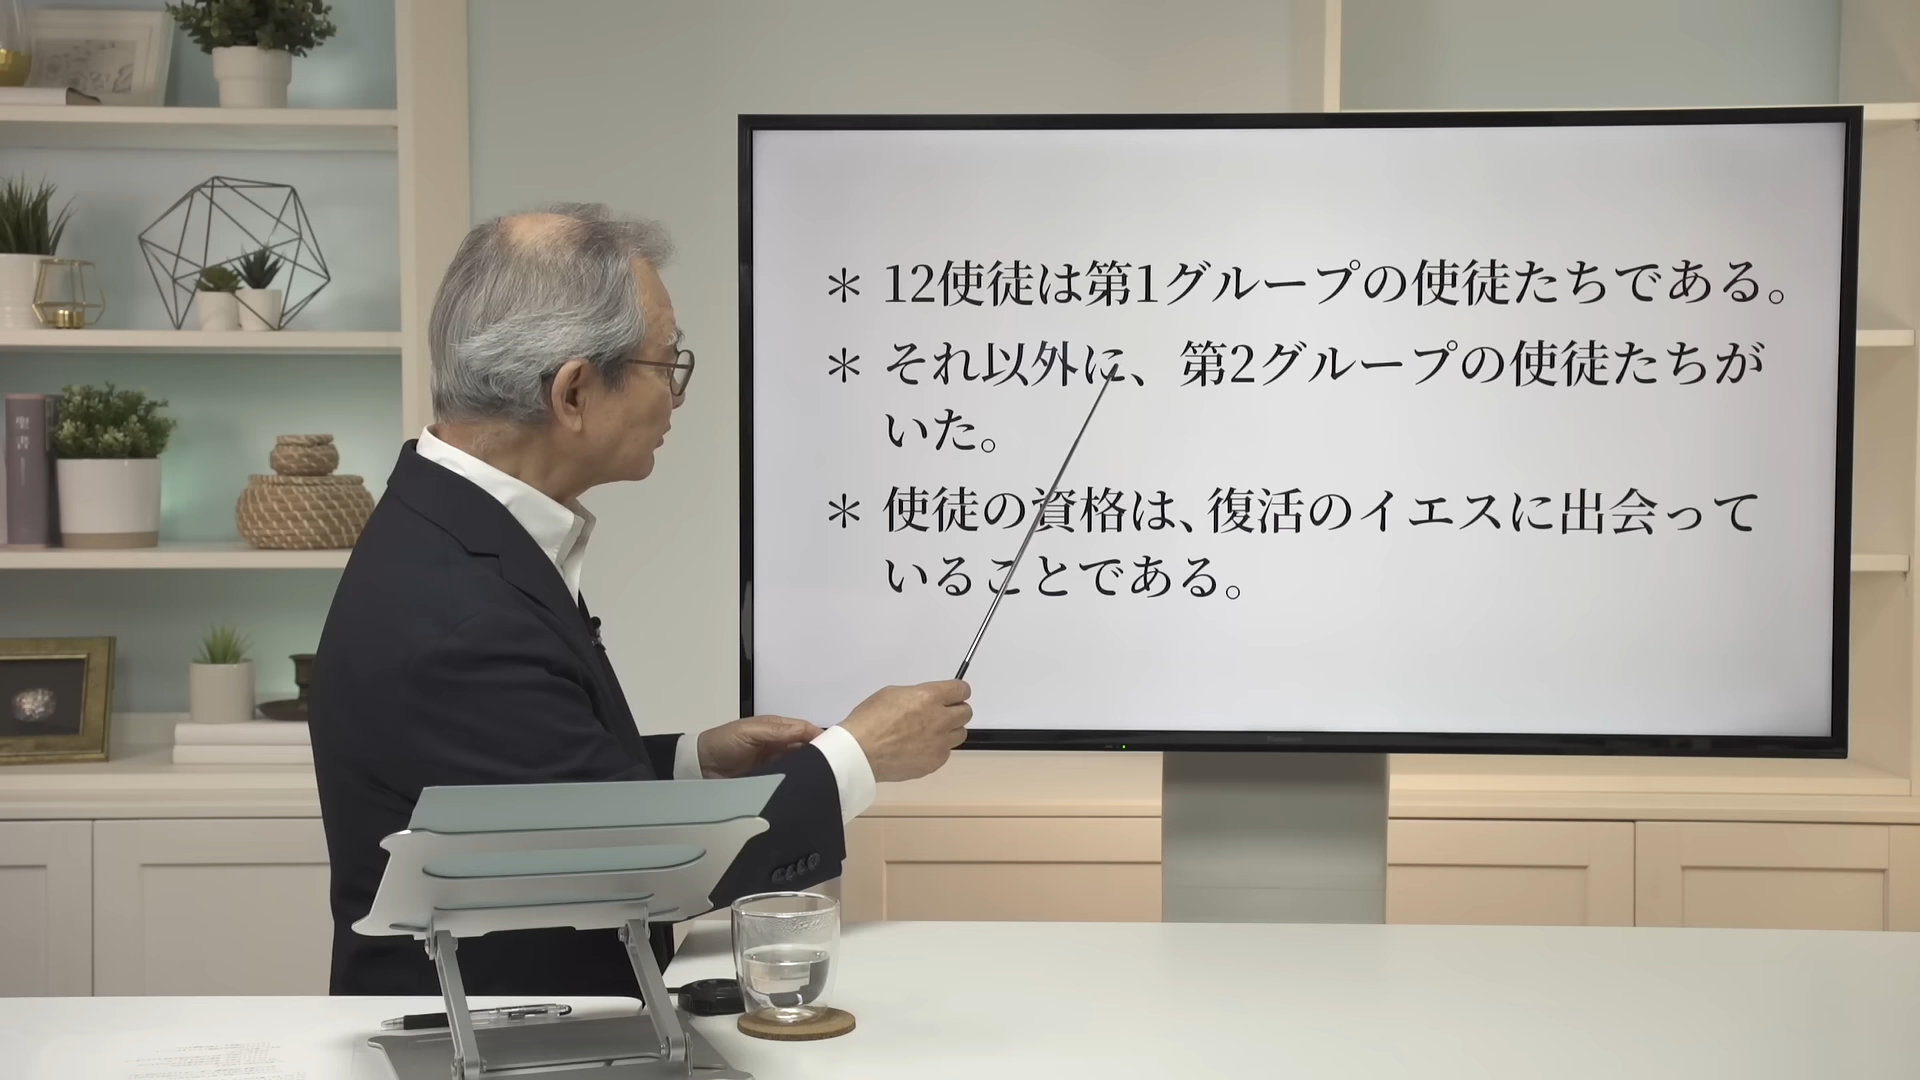 ＊ 12使徒は第1グループの使徒たちである。
＊ それ以外に、第2グループの使徒たちが
いた。
＊ 使徒の資格は、復活のイエスに出会って
いることである。
聖書